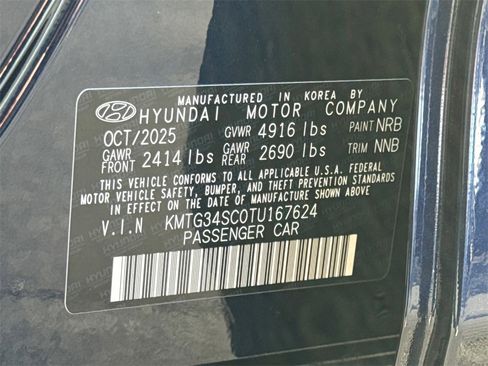 MANUFACTURED IN KOREA BY
HYUNDAI MOTOR COMPANY
OCT/2025 GVWR 4916 lbs PAINT NRB
GAWR FRONT 2414 lbs GAWR REAR 2690 lbs TRIM NNB
THIS VEHICLE CONFORMS TO ALL APPLICABLE U.S.A. FEDERAL
MOTOR VEHICLE SAFETY, BUMPER, AND THEFT PREVENTION STANDARDS
IN EFFECT ON THE DATE OF MANUFACTURE SHOWN ABOVE.
V.I.N KMTG34SC0TU167624
PASSENGER CAR